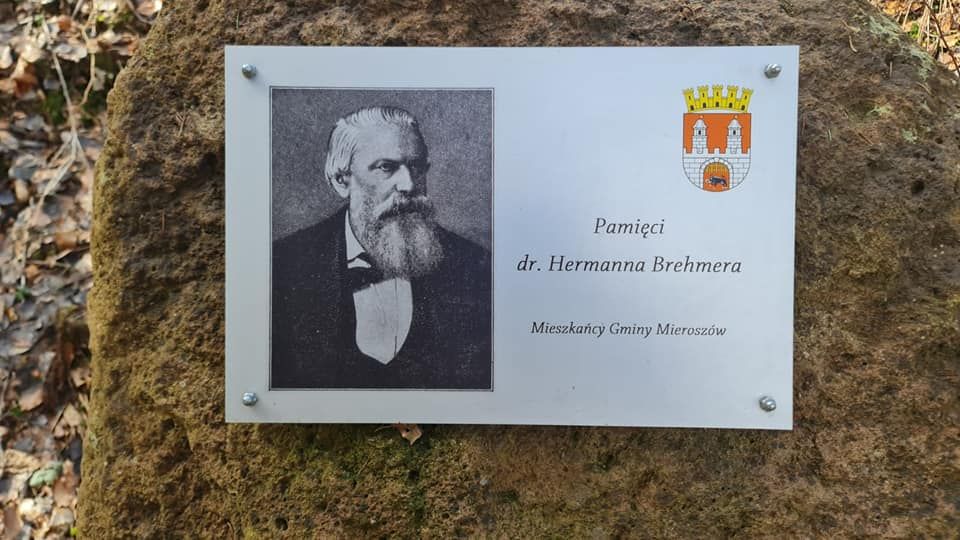 Pamięci
dr. Hermanna Brehmera
Mieszkańcy Gminy Mieroszów